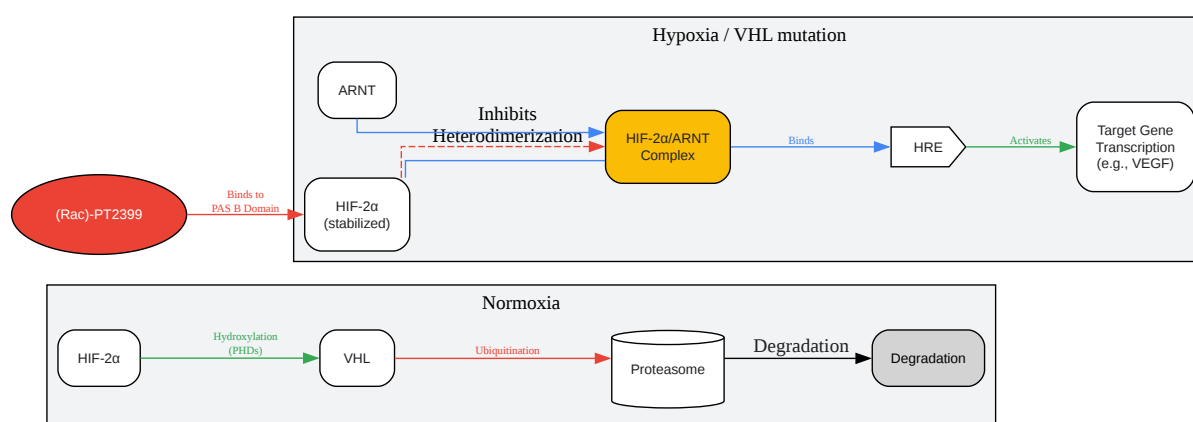 Hypoxia / VHL mutation
ARNT
Inhibits
Heterodimerization
HIF-2α/ARNT
Complex
Binds
HRE
Activates
Target Gene
Transcription
(e.g., VEGF)
(Rac)-PT2399
Binds to
PAS B Domain
HIF-2α
(stabilized)
Normoxia
HIF-2α
Hydroxylation
(PHDs)
VHL
Ubiquitination
Proteasome
Degradation
Degradation